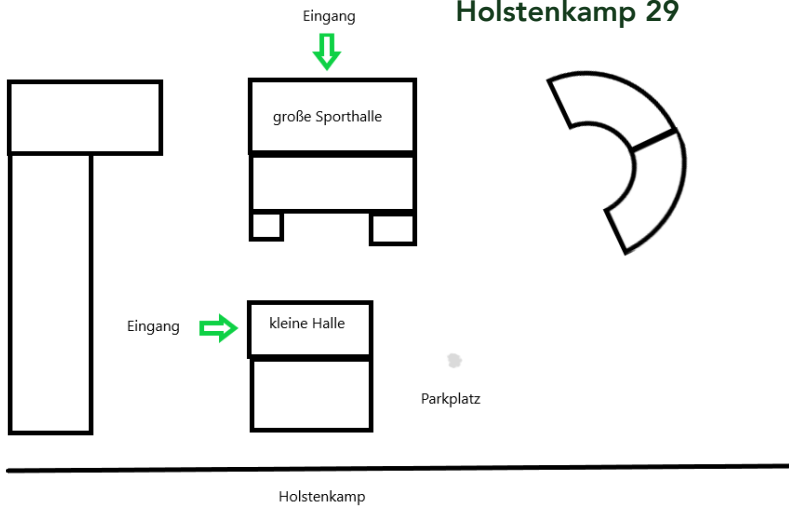 Eingang
Holstenkamp 29
große Sporthalle
kleine Halle
Eingang
Parkplatz
Holstenkamp